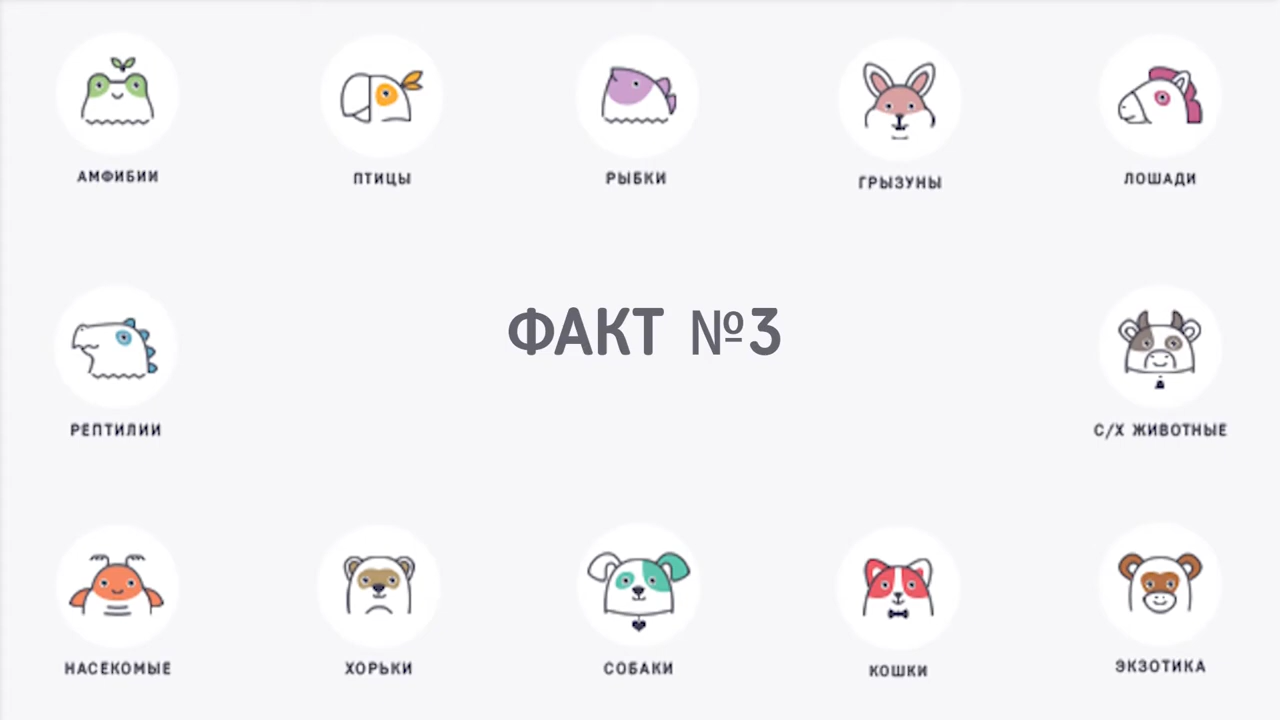 АМФИБИИ
ПТИЦЫ
РЫБКИ
ГРЫЗУНЫ
ЛОШАДИ
ФАКТ №3
РЕПТИЛИИ
С/Х ЖИВОТНЫЕ
НАСЕКОМЫЕ
ХОРЬКИ
СОБАКИ
КОШКИ
ЭКЗОТИКА